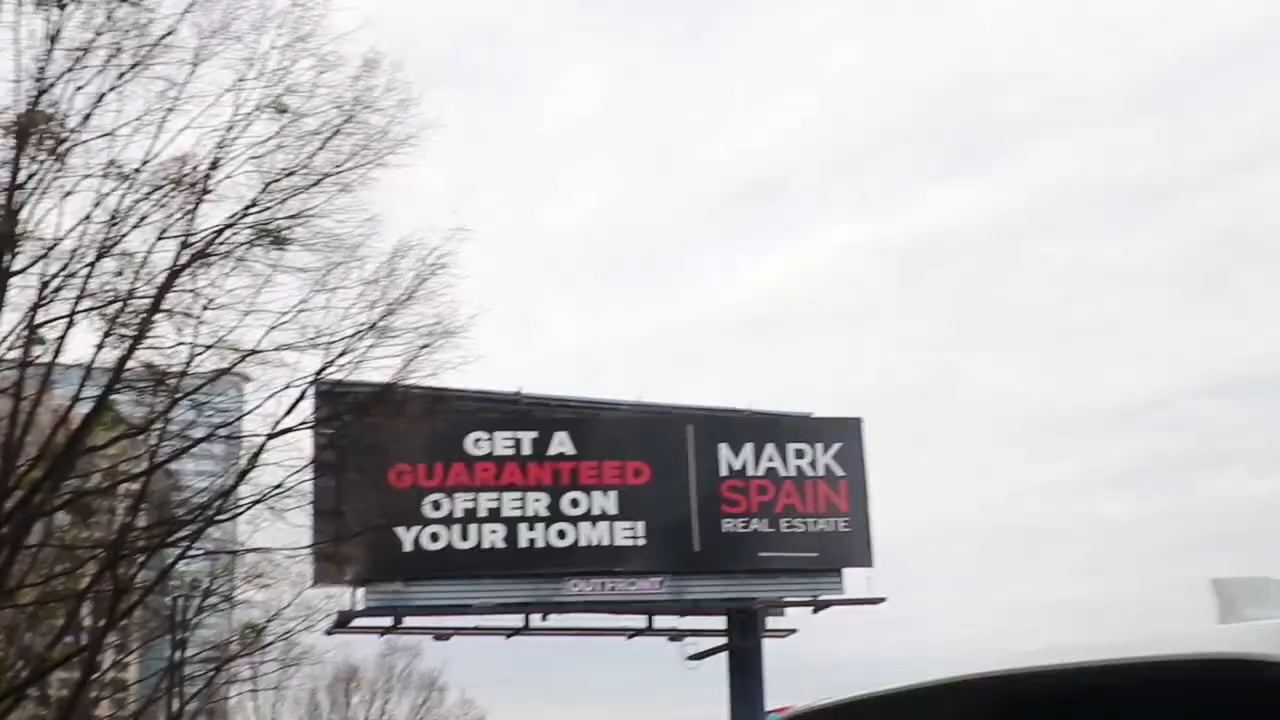 GET A
GUARANTEED
OFFER ON
YOUR HOME!
MARK
SPAIN
REAL ESTATE
OUTFRONT